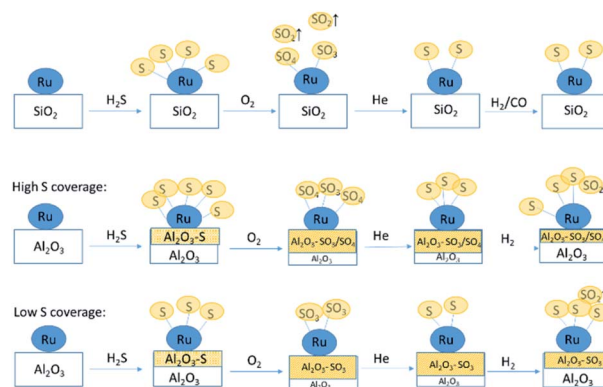 SO₂↑ SO₂↑
S S S S SO₄ SO₃ S S S S
Ru Ru Ru Ru Ru
SiO₂ H₂S SiO₂ O₂ SiO₂ He SiO₂ H₂/CO SiO₂
High S coverage:
S S S S S SO₄ SO₃ SO₄ S S S S S S SO₂
Ru Ru Ru Ru Ru
Al₂O₃ H₂S Al₂O₃-S O₂ Al₂O₃-SO₃/SO₄ He Al₂O₃-SO₃/SO₄ H₂
Al₂O₃ Al₂O₃ Al₂O₃ Al₂O₃
Low S coverage:
S S S SO₃ SO₃ S S S S SO₂
Ru Ru Ru Ru Ru
Al₂O₃ H₂S Al₂O₃-S O₂ Al₂O₃-SO₃ He Al₂O₃-SO₃ H₂ Al₂O₃-SO₃
Al₂O₃ Al₂O₃